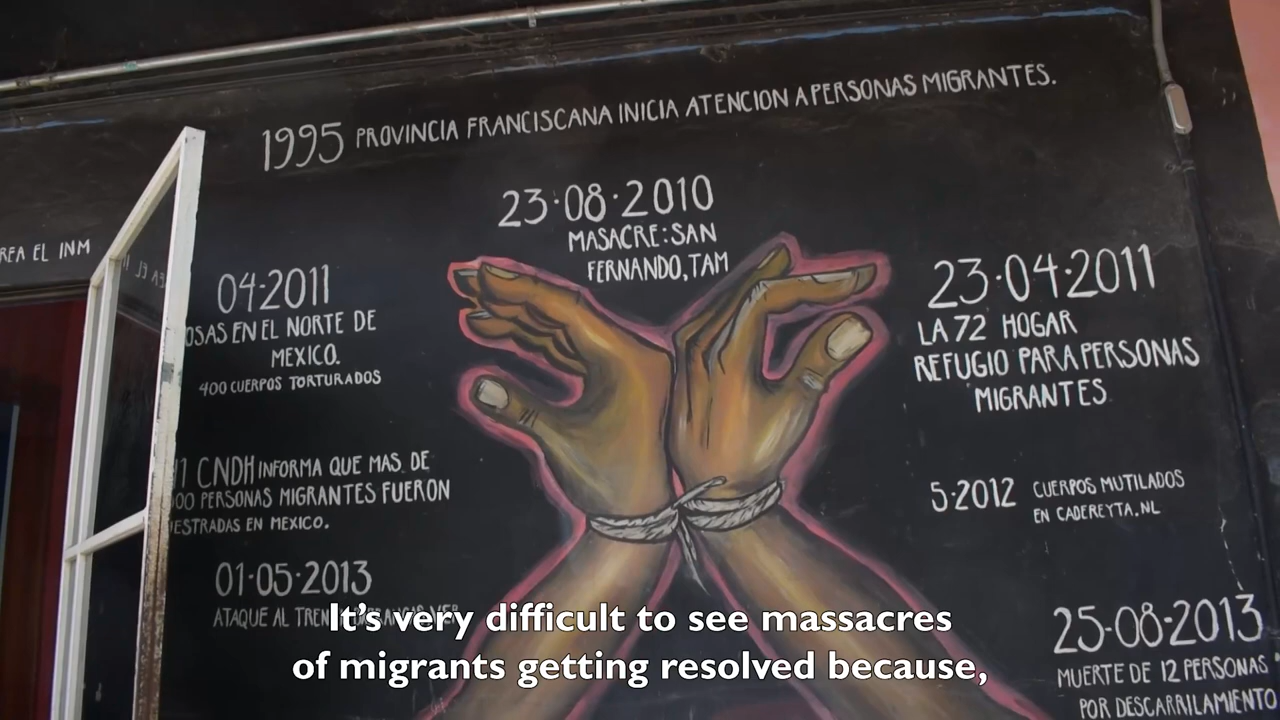 1995 PROVINCIA FRANCISCANA INICIA ATENCION A PERSONAS MIGRANTES.
23·08·2010
MASACRE: SAN
FERNANDO, TAM
EL INM
04·2011
EN EL NORTE DE
MEXICO.
400 CUERPOS TORTURADOS
23·04·2011
LA 72 HOGAR
REFUGIO PARA PERSONAS
MIGRANTES.
CNDH INFORMA QUE MAS DE
PERSONAS MIGRANTES FUERON
EN MEXICO.
5·2012 CUERPOS MUTILADOS
EN CADEREYTA, NL
01·05·2013
ATAQUE AL TREN
25·08·2013
MUERTE DE 12 PERSONAS
POR DESCARRILAMIENTO
It's very difficult to see massacres
of migrants getting resolved because,